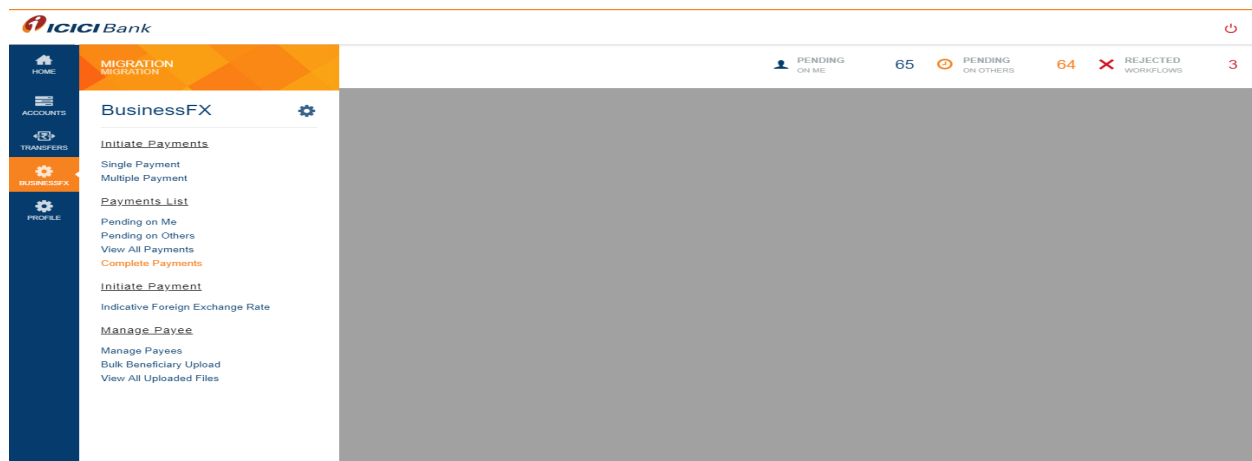 ICICI Bank
HOME
ACCOUNTS
TRANSFERS
BUSINESSFX
PROFILE
MIGRATION
MIGRATION
PENDING
ON ME
65
PENDING
ON OTHERS
64
REJECTED
WORKFLOWS
3
BusinessFX
Initiate Payments
Single Payment
Multiple Payment
Payments List
Pending on Me
Pending on Others
View All Payments
Complete Payments
Initiate Payment
Indicative Foreign Exchange Rate
Manage Payee
Manage Payees
Bulk Beneficiary Upload
View All Uploaded Files